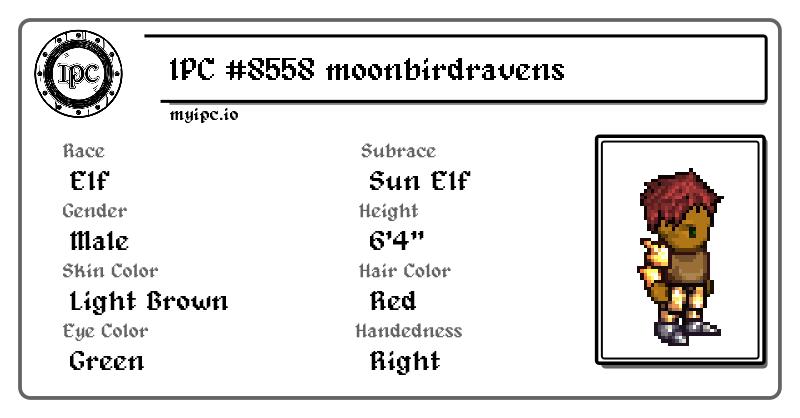 IPC
IPC #8558 moonbirdravens
myipc.io
Race
Elf
Subrace
Sun Elf
Gender
Male
Height
6'4"
Skin Color
Light Brown
Hair Color
Red
Eye Color
Green
Handedness
Right